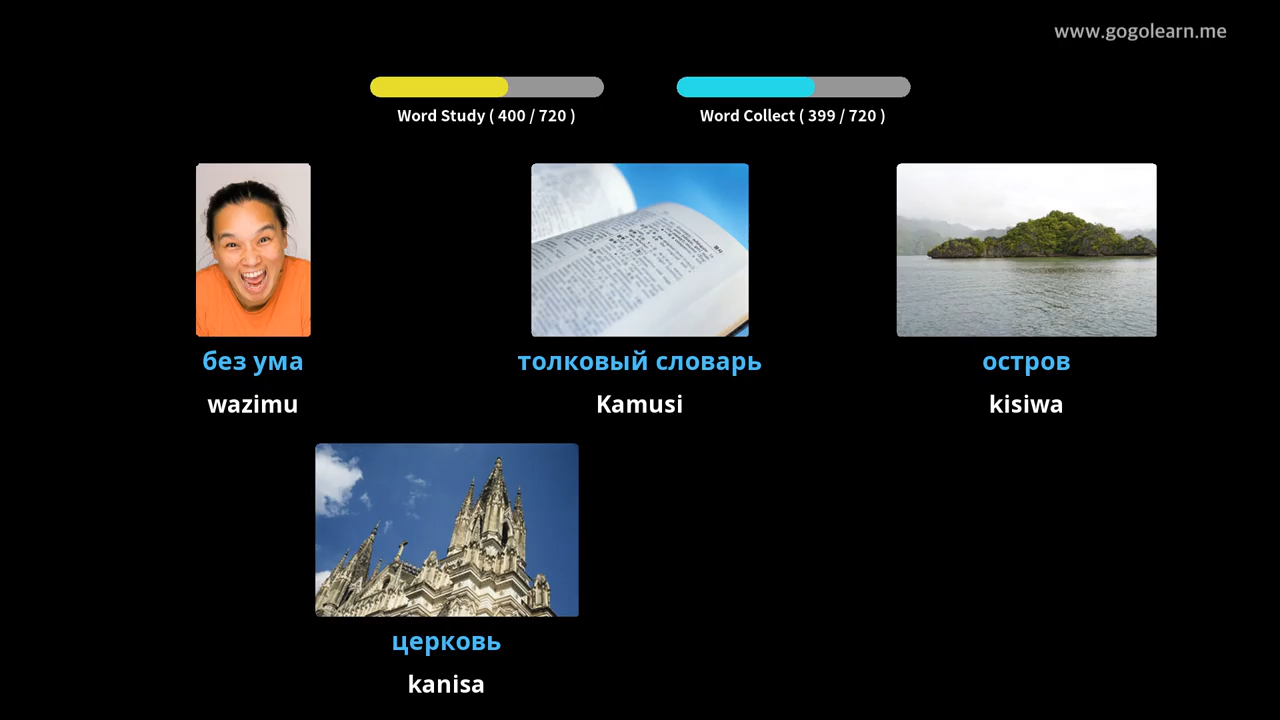 www.gogolearn.me
Word Study ( 400 / 720 )
Word Collect ( 399 / 720 )
без ума
wazimu
толковый словарь
Kamusi
остров
kisiwa
церковь
kanisa